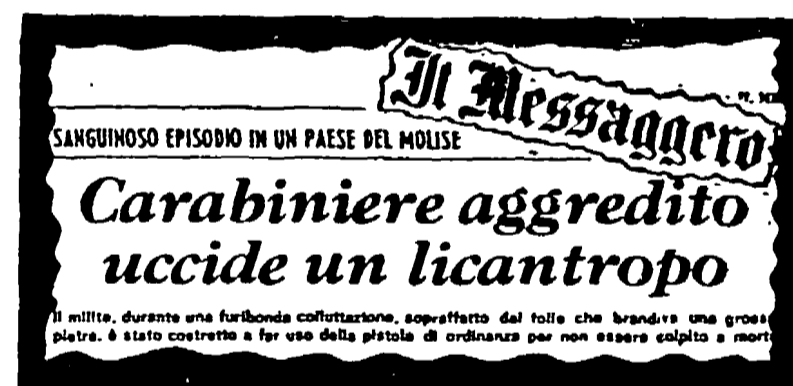 Il Messaggero
SANGUINOSO EPISODIO IN UN PAESE DEL MOLISE
Carabiniere aggredito
uccide un licantropo
Il milite, durante una furibonda colluttazione, sopraffatto dal folle che brandiva una gross
pietra, è stato costretto a far uso della pistola di ordinanza per non essere colpito a mort